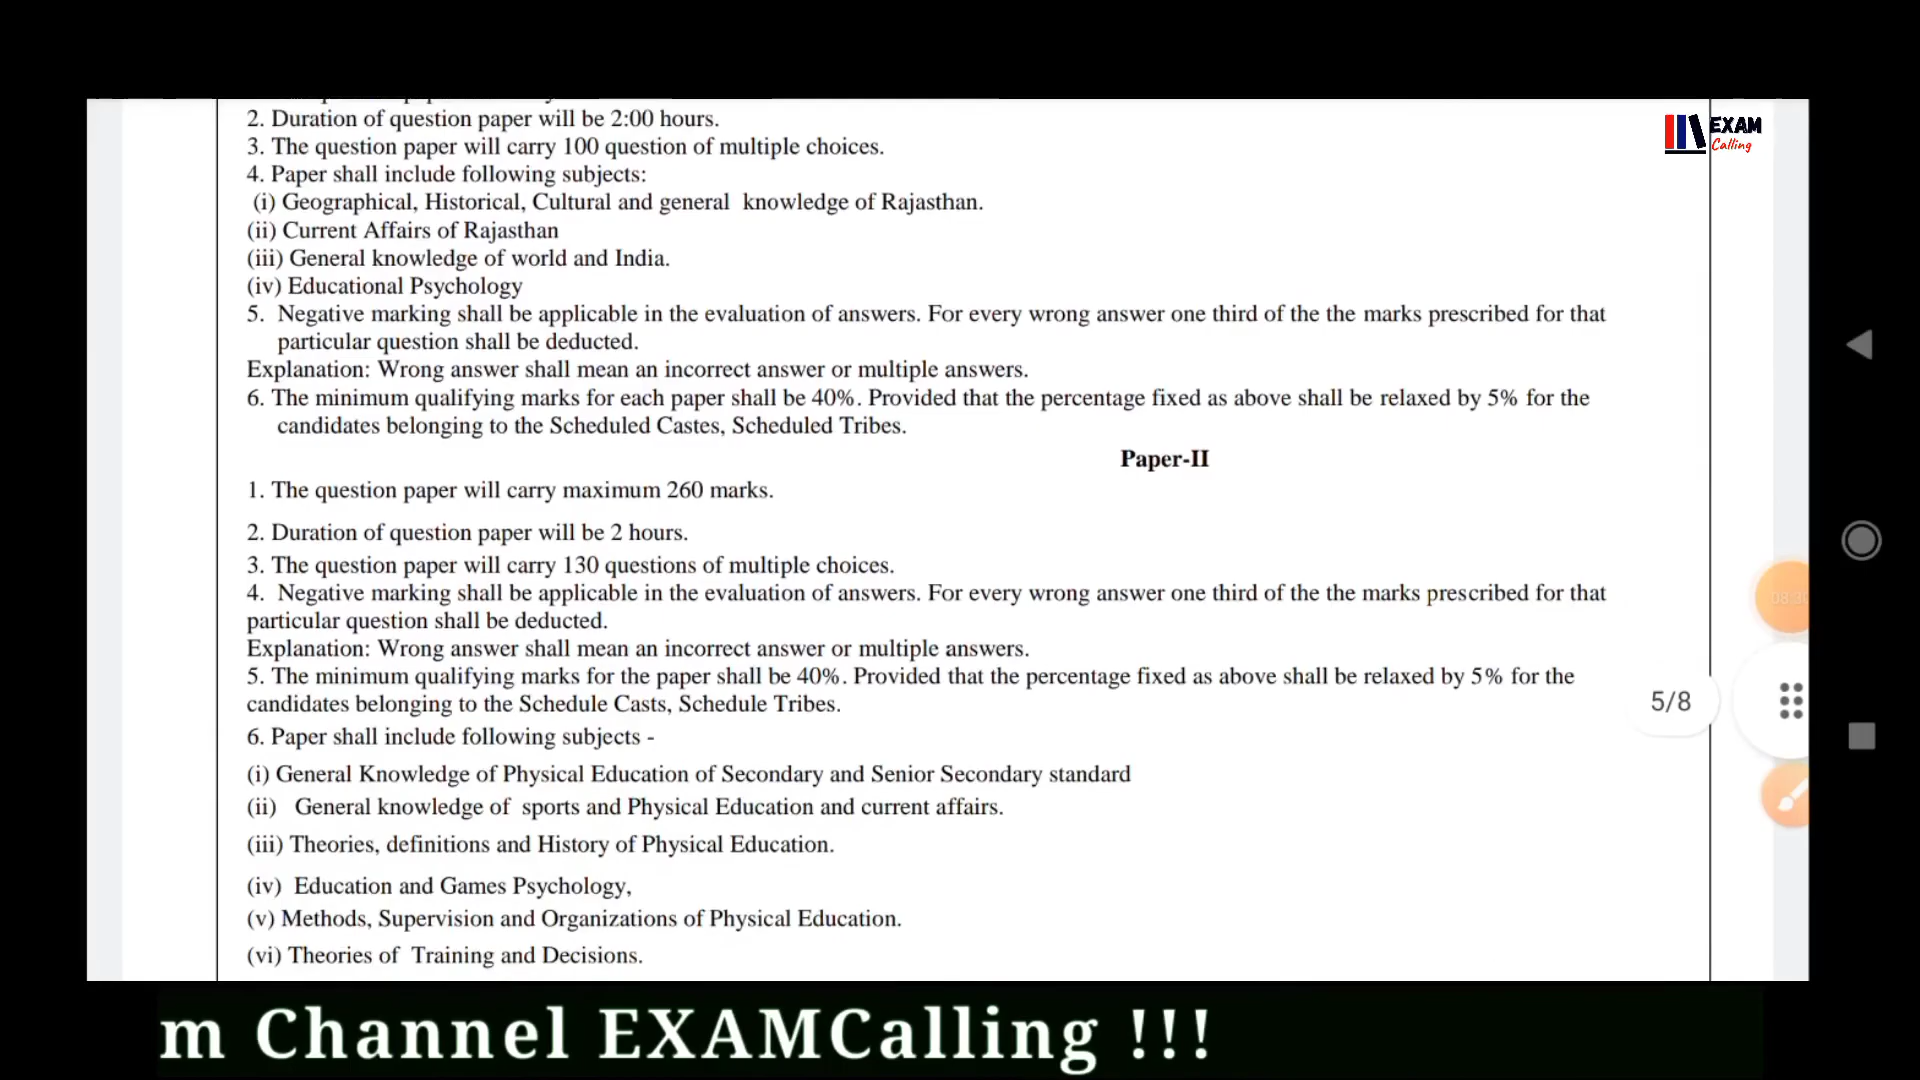 2. Duration of question paper will be 2:00 hours.
3. The question paper will carry 100 question of multiple choices.
4. Paper shall include following subjects:
(i) Geographical, Historical, Cultural and general knowledge of Rajasthan.
(ii) Current Affairs of Rajasthan
(iii) General knowledge of world and India.
(iv) Educational Psychology
5. Negative marking shall be applicable in the evaluation of answers. For every wrong answer one third of the the marks prescribed for that
particular question shall be deducted.
Explanation: Wrong answer shall mean an incorrect answer or multiple answers.
6. The minimum qualifying marks for each paper shall be 40%. Provided that the percentage fixed as above shall be relaxed by 5% for the
candidates belonging to the Scheduled Castes, Scheduled Tribes.
Paper-II
1. The question paper will carry maximum 260 marks.
2. Duration of question paper will be 2 hours.
3. The question paper will carry 130 questions of multiple choices.
4. Negative marking shall be applicable in the evaluation of answers. For every wrong answer one third of the the marks prescribed for that
particular question shall be deducted.
Explanation: Wrong answer shall mean an incorrect answer or multiple answers.
5. The minimum qualifying marks for the paper shall be 40%. Provided that the percentage fixed as above shall be relaxed by 5% for the
candidates belonging to the Schedule Casts, Schedule Tribes.
6. Paper shall include following subjects -
(i) General Knowledge of Physical Education of Secondary and Senior Secondary standard
(ii) General knowledge of sports and Physical Education and current affairs.
(iii) Theories, definitions and History of Physical Education.
(iv) Education and Games Psychology,
(v) Methods, Supervision and Organizations of Physical Education.
(vi) Theories of Training and Decisions.
EXAM
Calling
5/8
m Channel EXAMCalling !!!